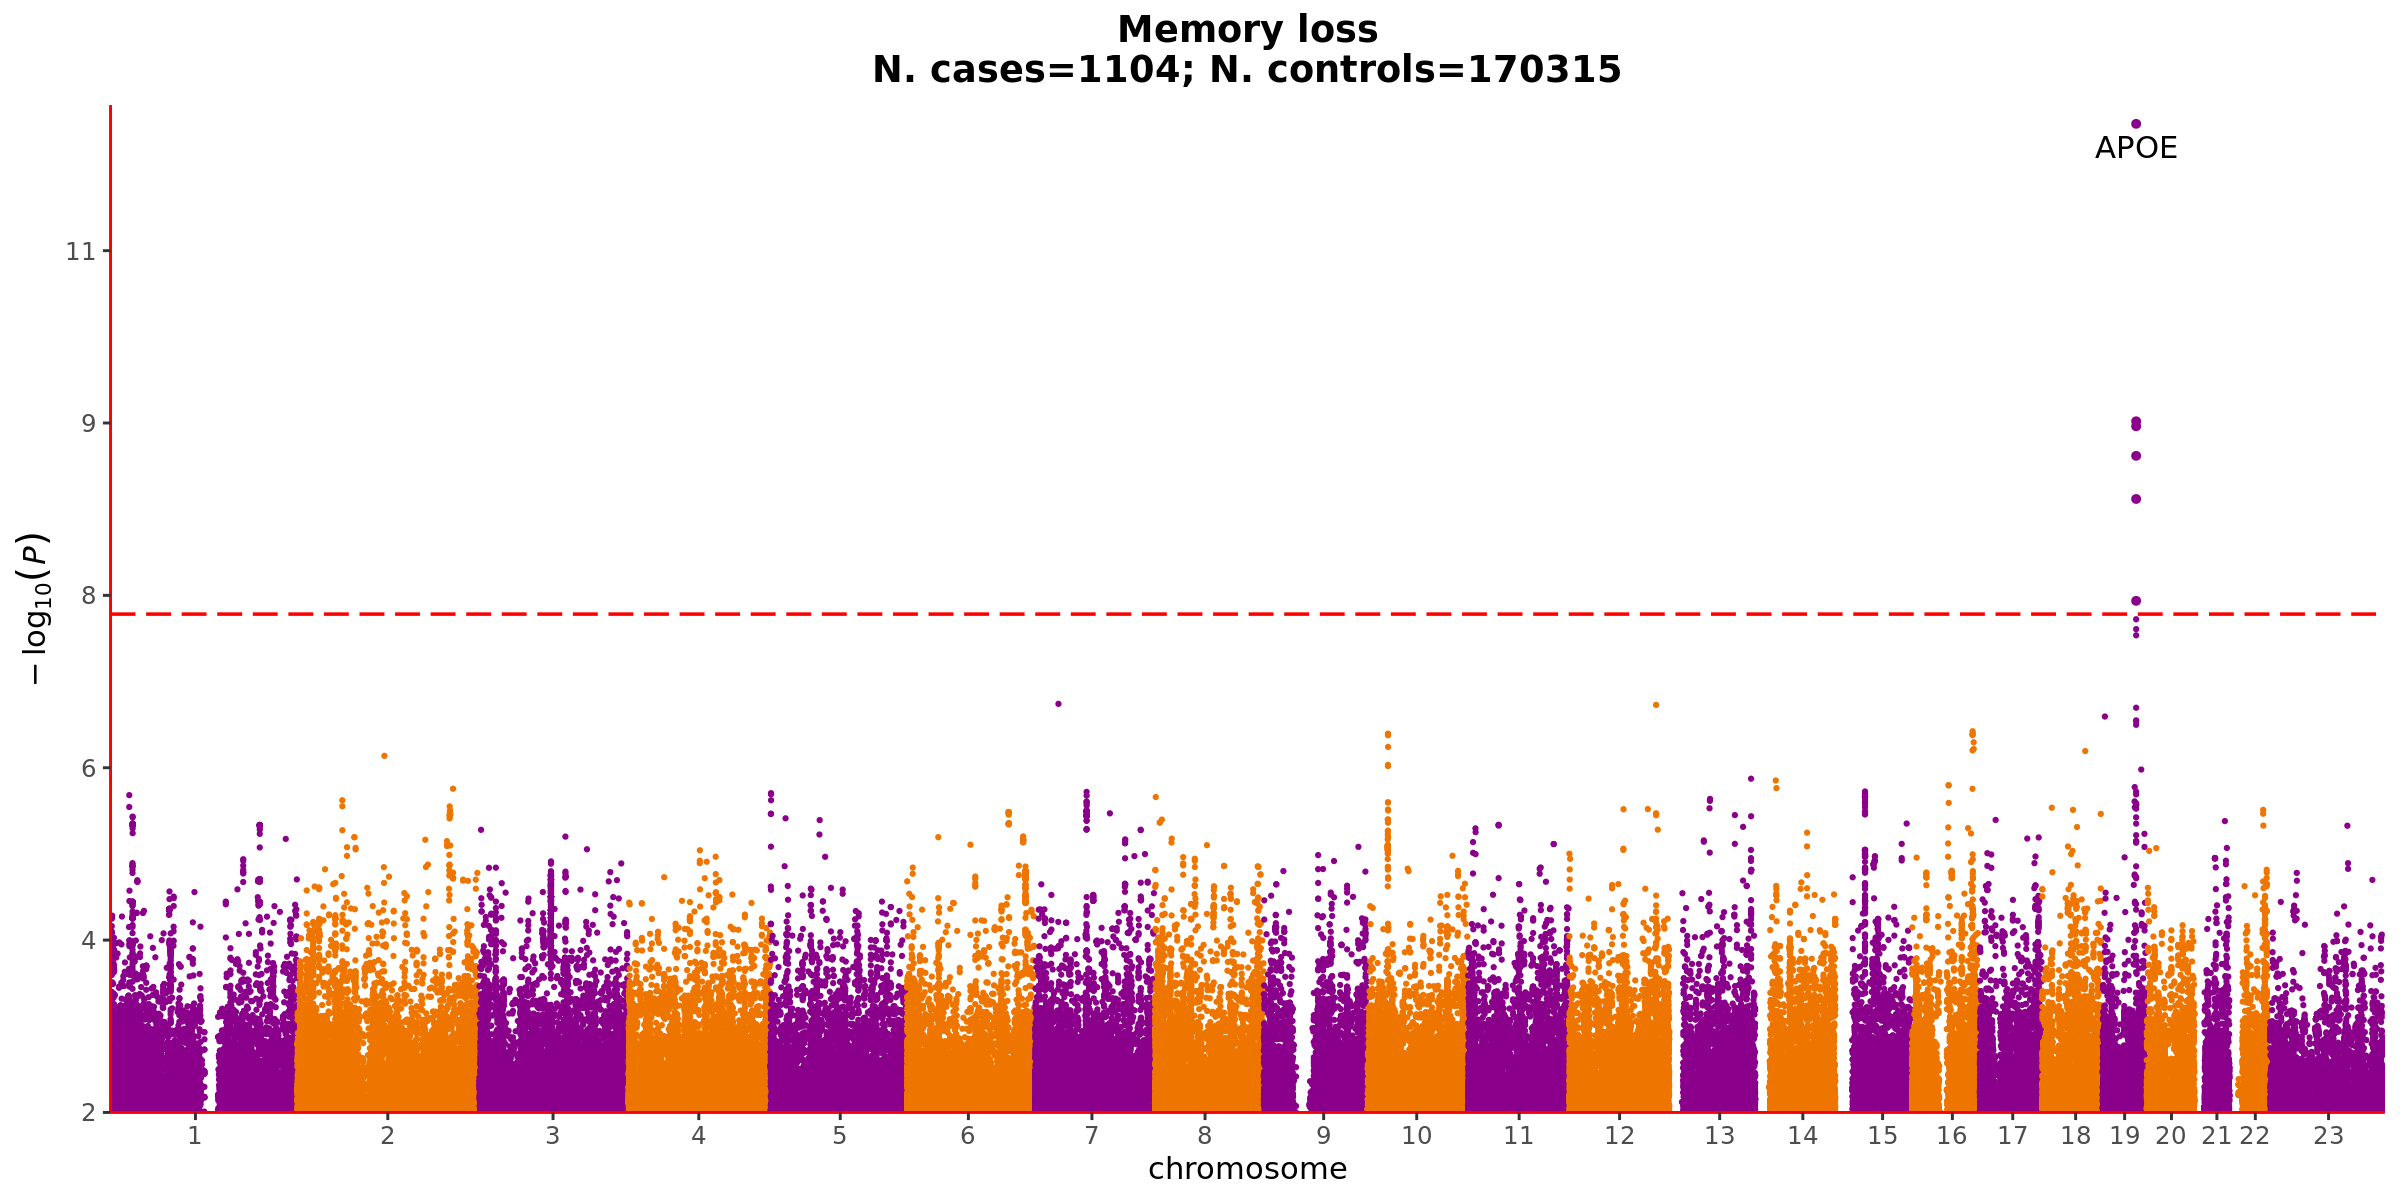 Memory loss
N. cases=1104; N. controls=170315
APOE
11
9
8
6
4
2
−log10(P)
1 2 3 4 5 6 7 8 9 10 11 12 13 14 15 16 17 18 19 20 21 22 23
chromosome